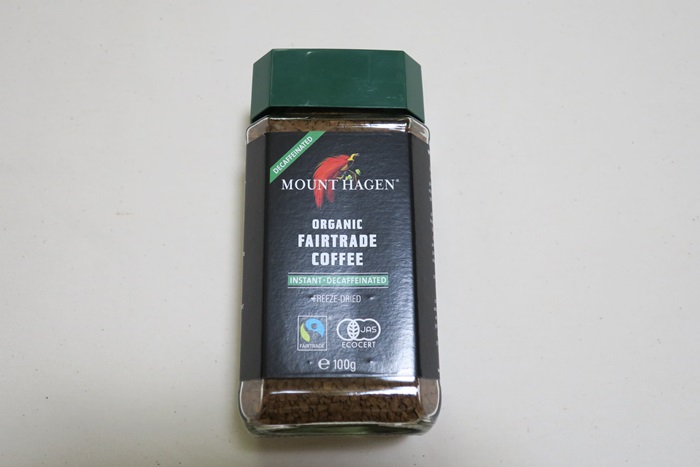 DECAFFEINATED
MOUNT HAGEN®
ORGANIC
FAIRTRADE
COFFEE
INSTANT·DECAFFEINATED
FREEZE-DRIED
FAIRTRADE
JAS
ECOCERT
℮ 100g